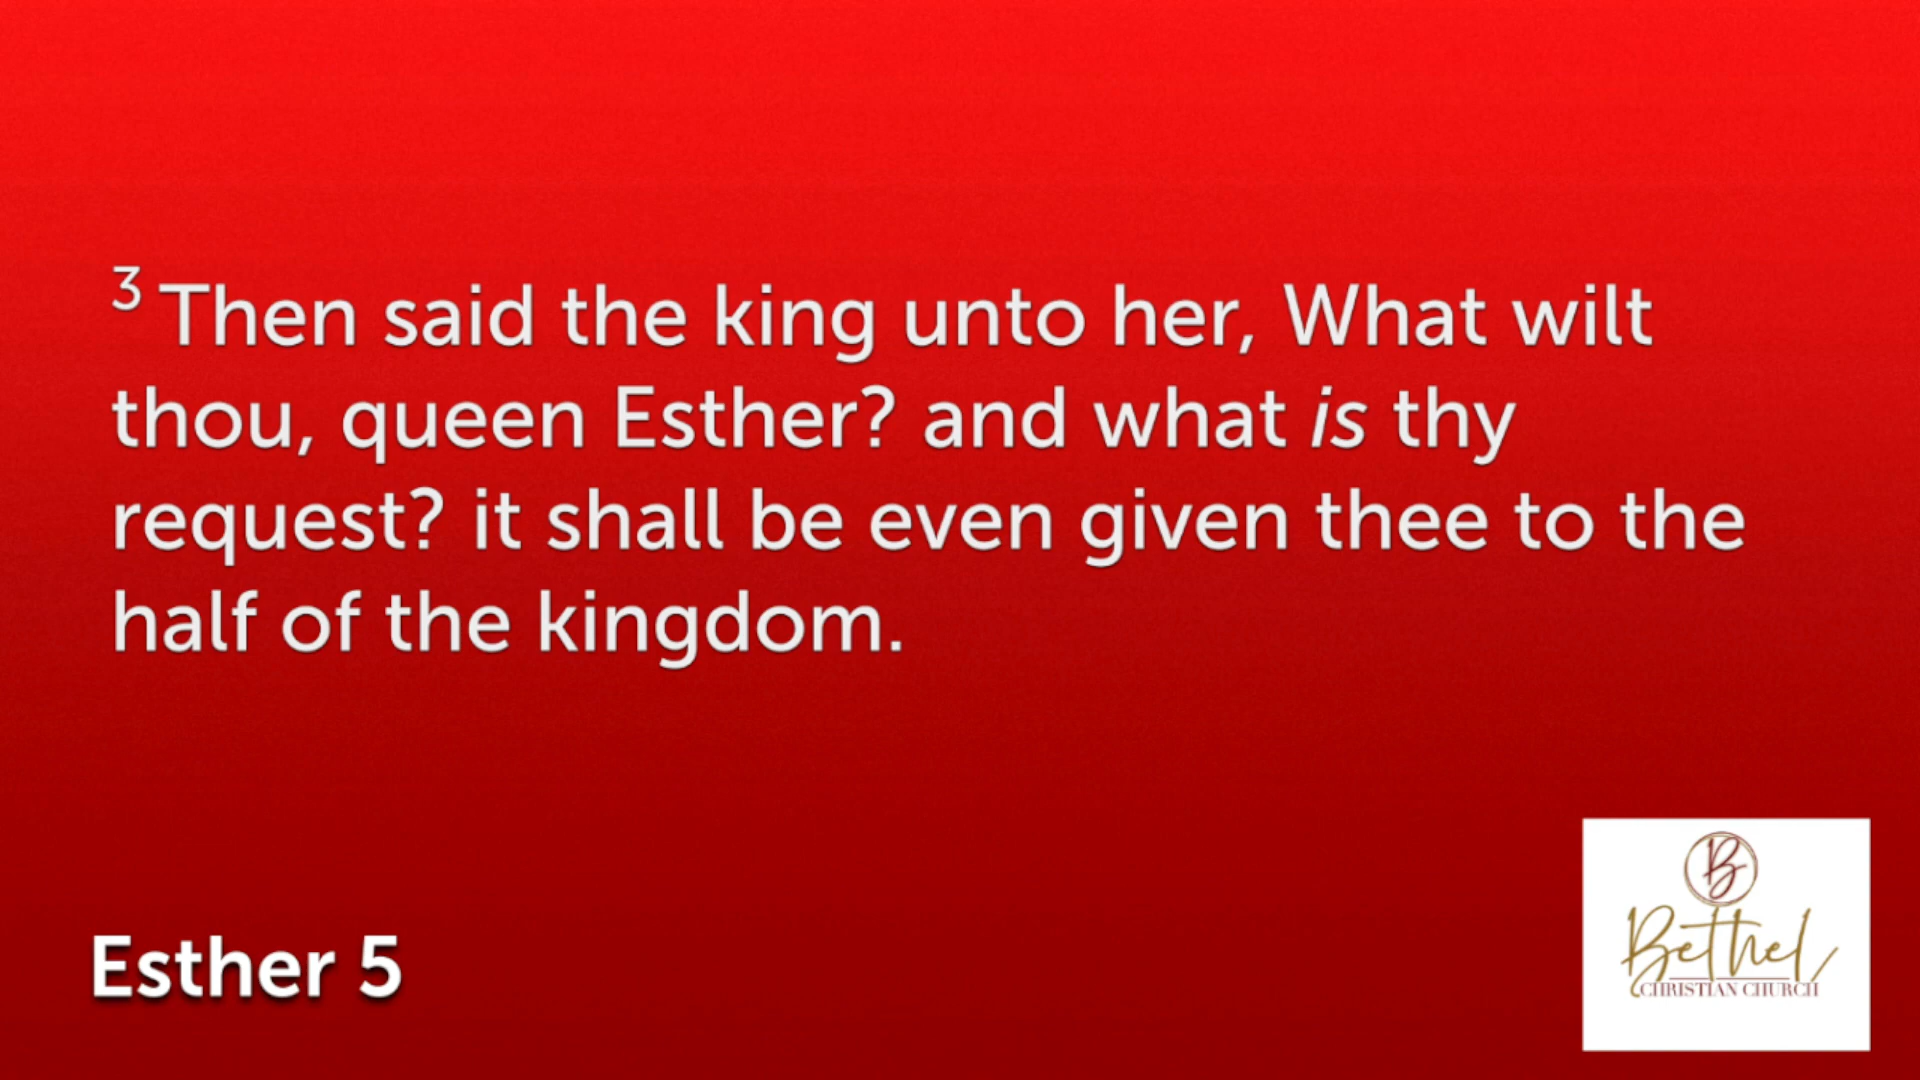 3 Then said the king unto her, What wilt
thou, queen Esther? and what is thy
request? it shall be even given thee to the
half of the kingdom.
Esther 5
B
Bethel
CHRISTIAN CHURCH